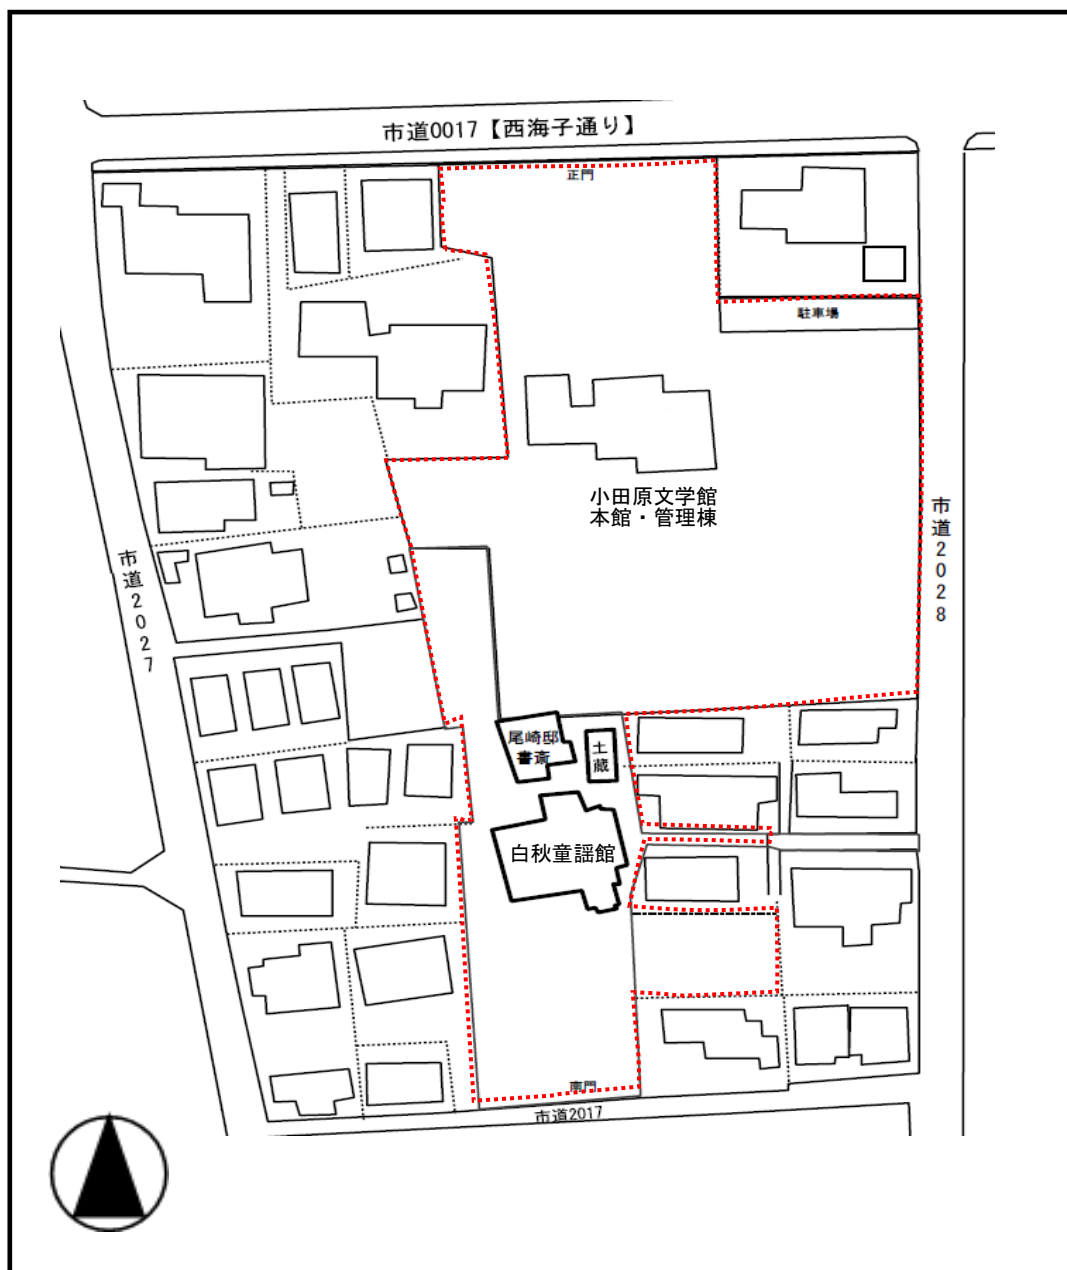 市道0017【西海子通り】
正門
駐車場
小田原文学館
本館・管理棟
市道2028
市道2027
尾崎邸
書斎
土蔵
白秋童謡館
南門
市道2017